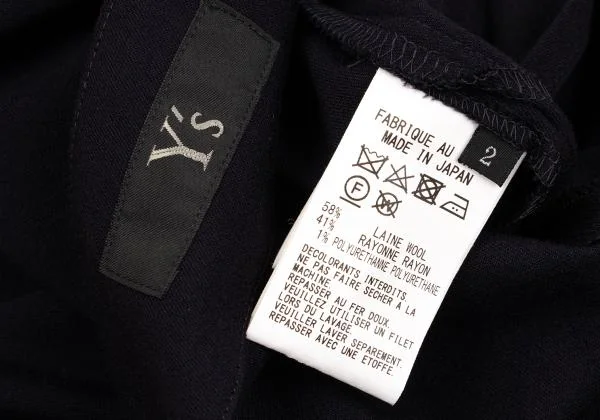 Y's
2
FABRIQUE AU
MADE IN JAPAN
F
W
58% LAINE WOOL
41% RAYONNE RAYON
1% POLYURETHANNE POLYURETHANE
DECOLORANTS INTERDITS,
NE PAS FAIRE SECHER A LA
MACHINE.
REPASSER AU FER DOUX.
VEUILLEZ UTILISER UN FILET
LORS DU LAVAGE.
VEUILLER LAVER SEPAREMENT.
REPASSER AVEC UNE ETOFFE.